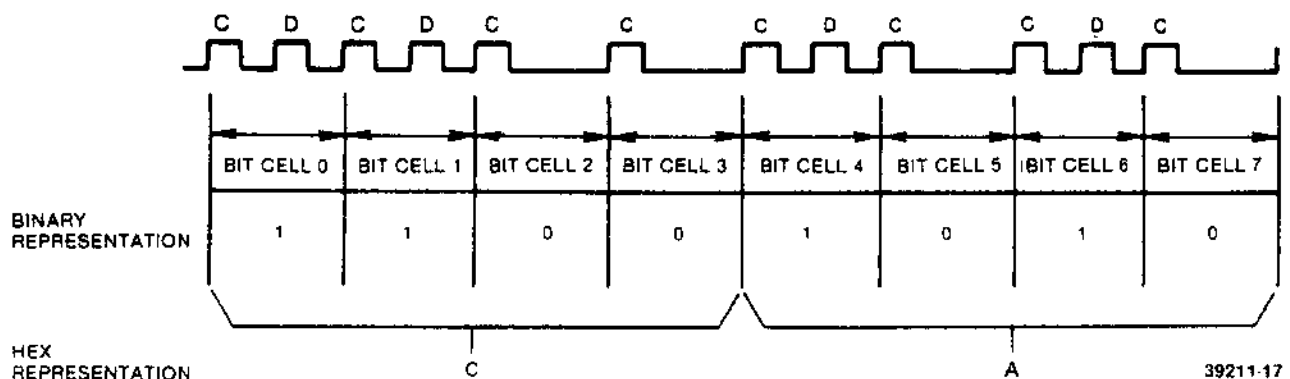 C D C D C C C D C C D C
BIT CELL 0 BIT CELL 1 BIT CELL 2 BIT CELL 3 BIT CELL 4 BIT CELL 5 BIT CELL 6 BIT CELL 7
BINARY
REPRESENTATION 1 1 0 0 1 0 1 0
HEX
REPRESENTATION C A 39211-17